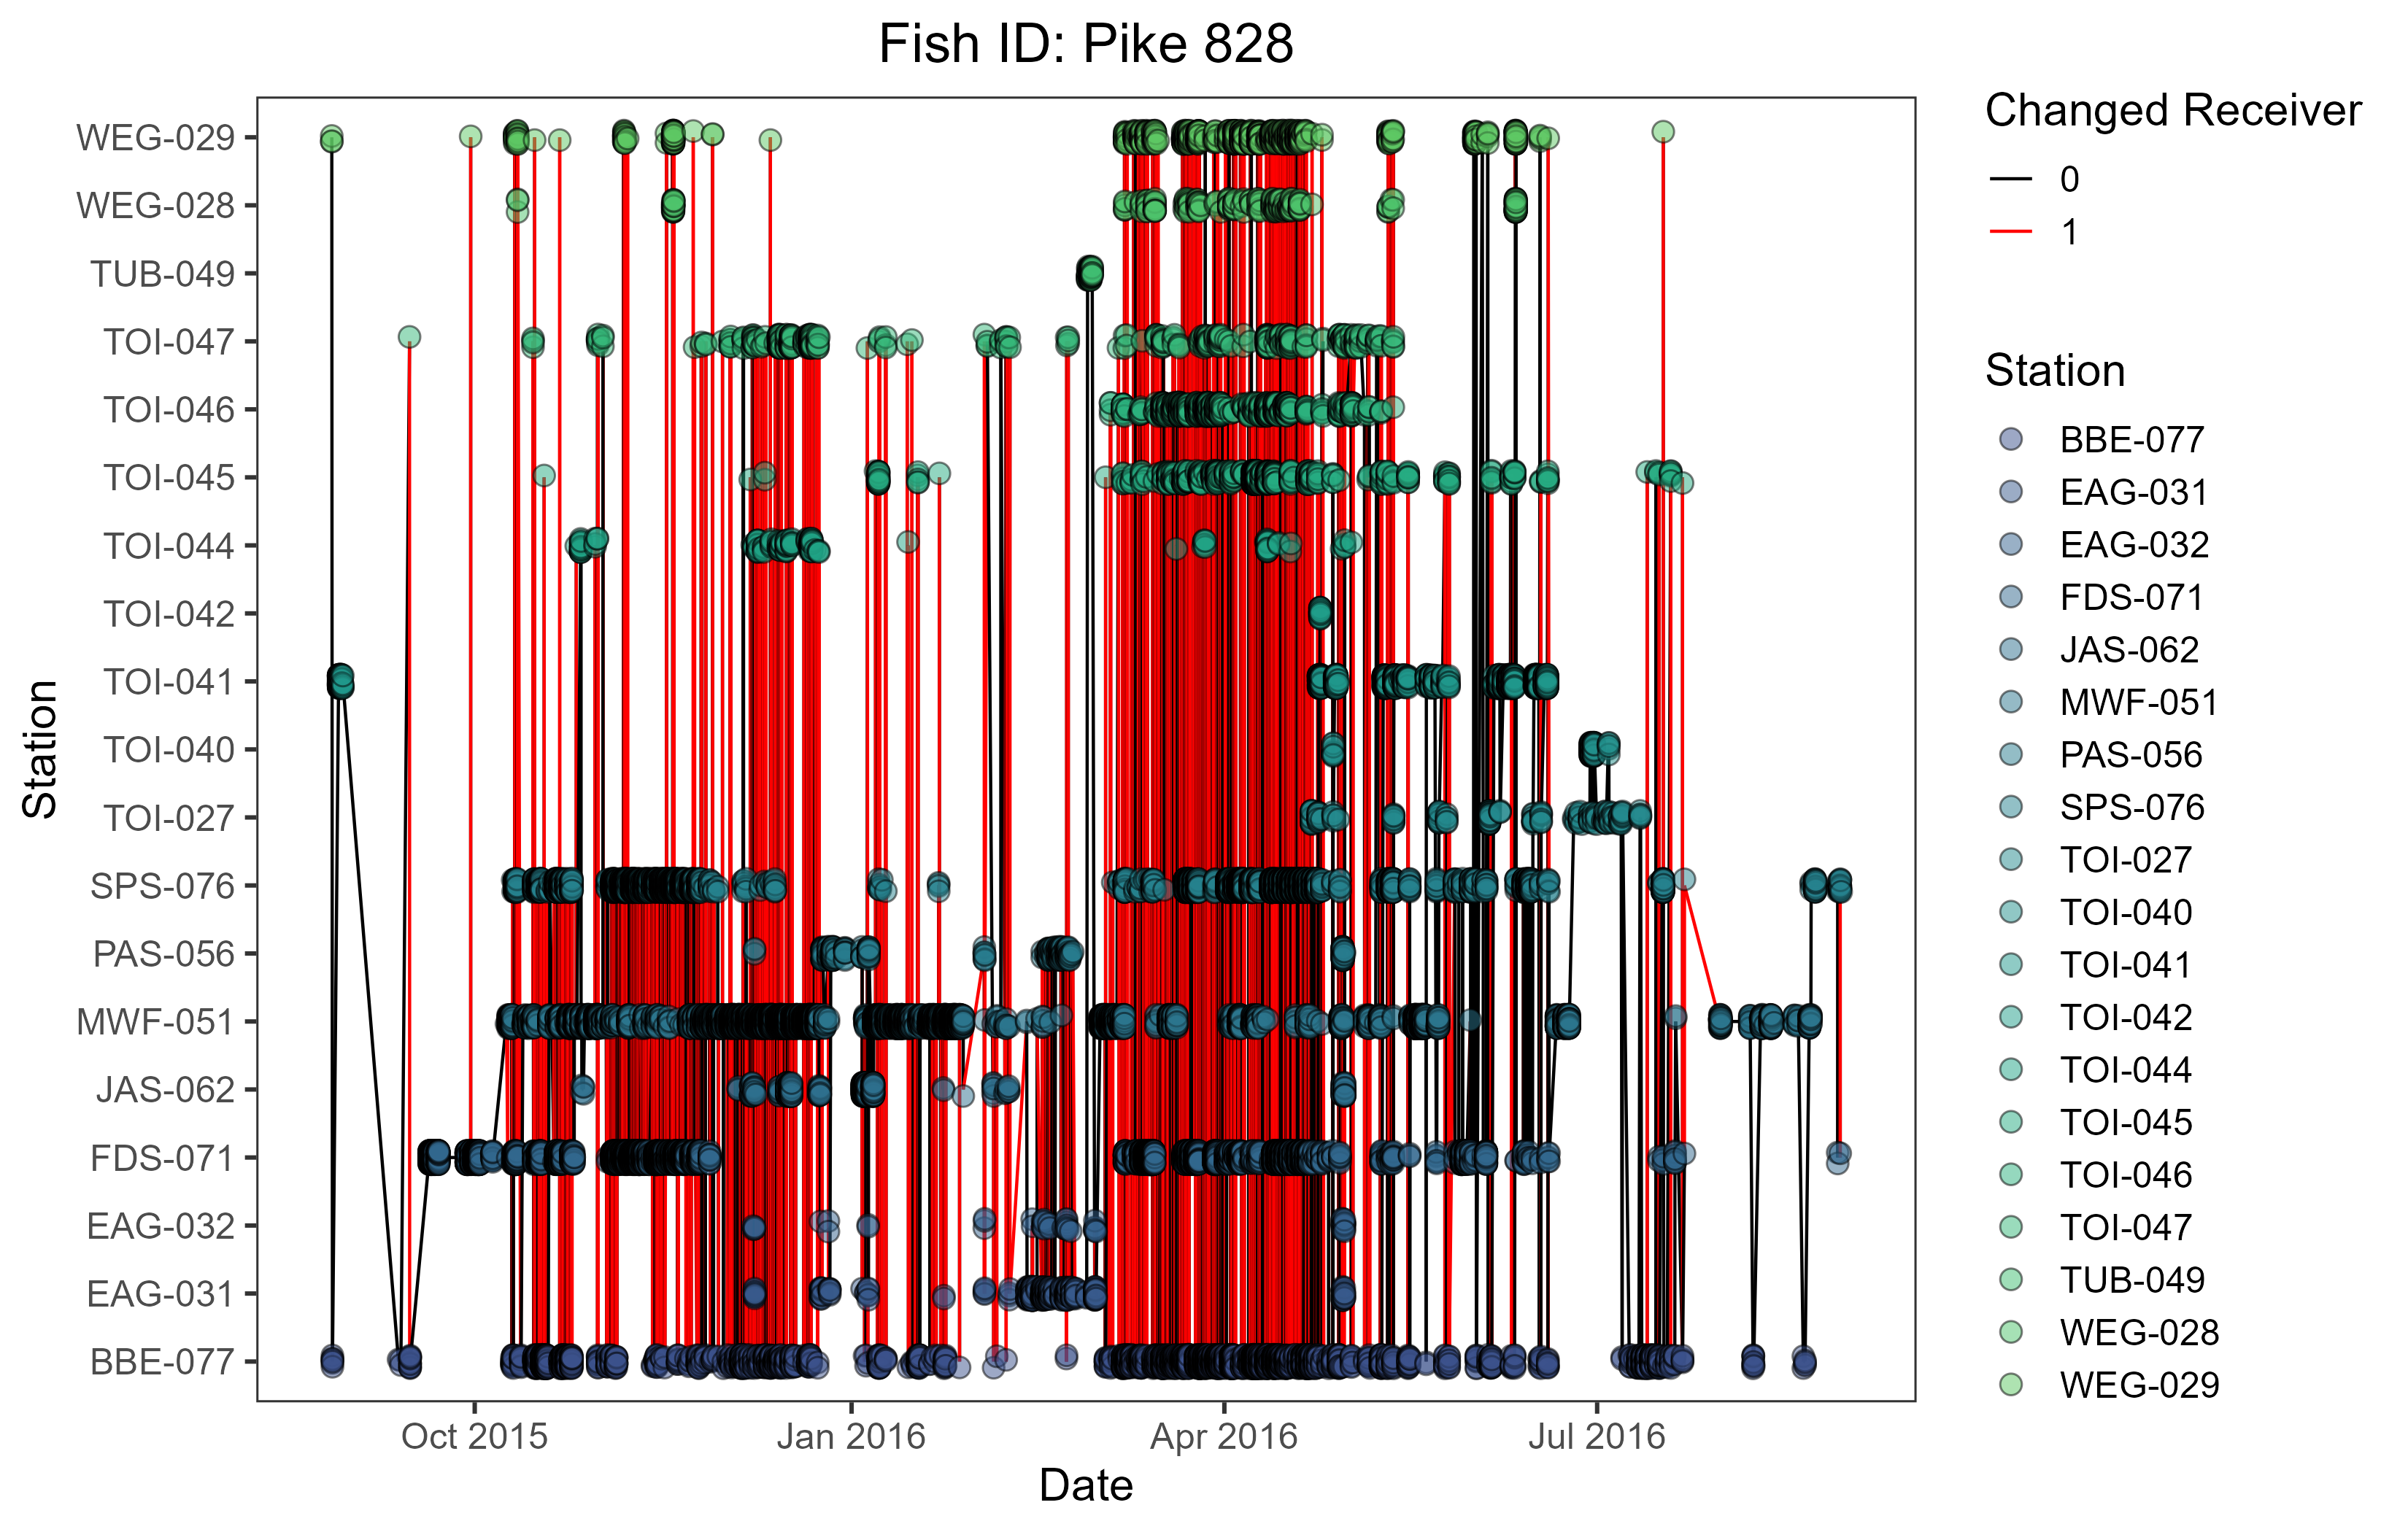 Fish ID: Pike 828
Station
WEG-029
WEG-028
TUB-049
TOI-047
TOI-046
TOI-045
TOI-044
TOI-042
TOI-041
TOI-040
TOI-027
SPS-076
PAS-056
MWF-051
JAS-062
FDS-071
EAG-032
EAG-031
BBE-077
Oct 2015
Jan 2016
Apr 2016
Jul 2016
Date
Changed Receiver
0
1
Station
BBE-077
EAG-031
EAG-032
FDS-071
JAS-062
MWF-051
PAS-056
SPS-076
TOI-027
TOI-040
TOI-041
TOI-042
TOI-044
TOI-045
TOI-046
TOI-047
TUB-049
WEG-028
WEG-029